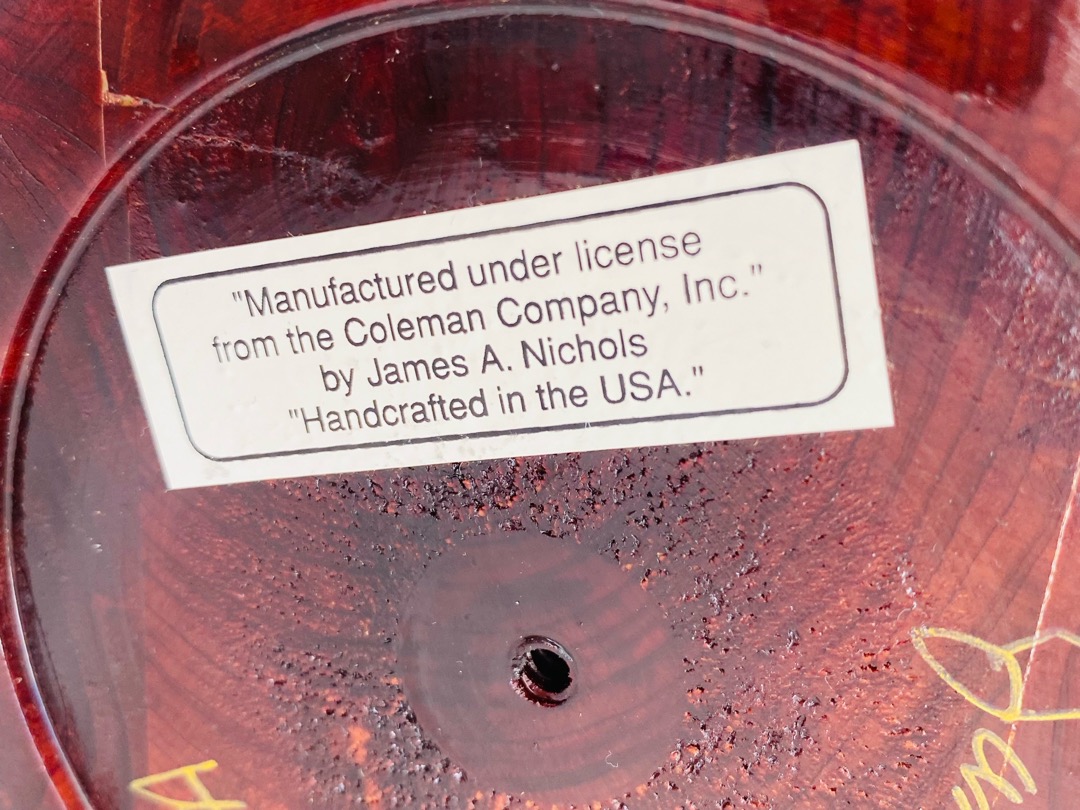 "Manufactured under license
from the Coleman Company, Inc."
by James A. Nichols
"Handcrafted in the USA."
A